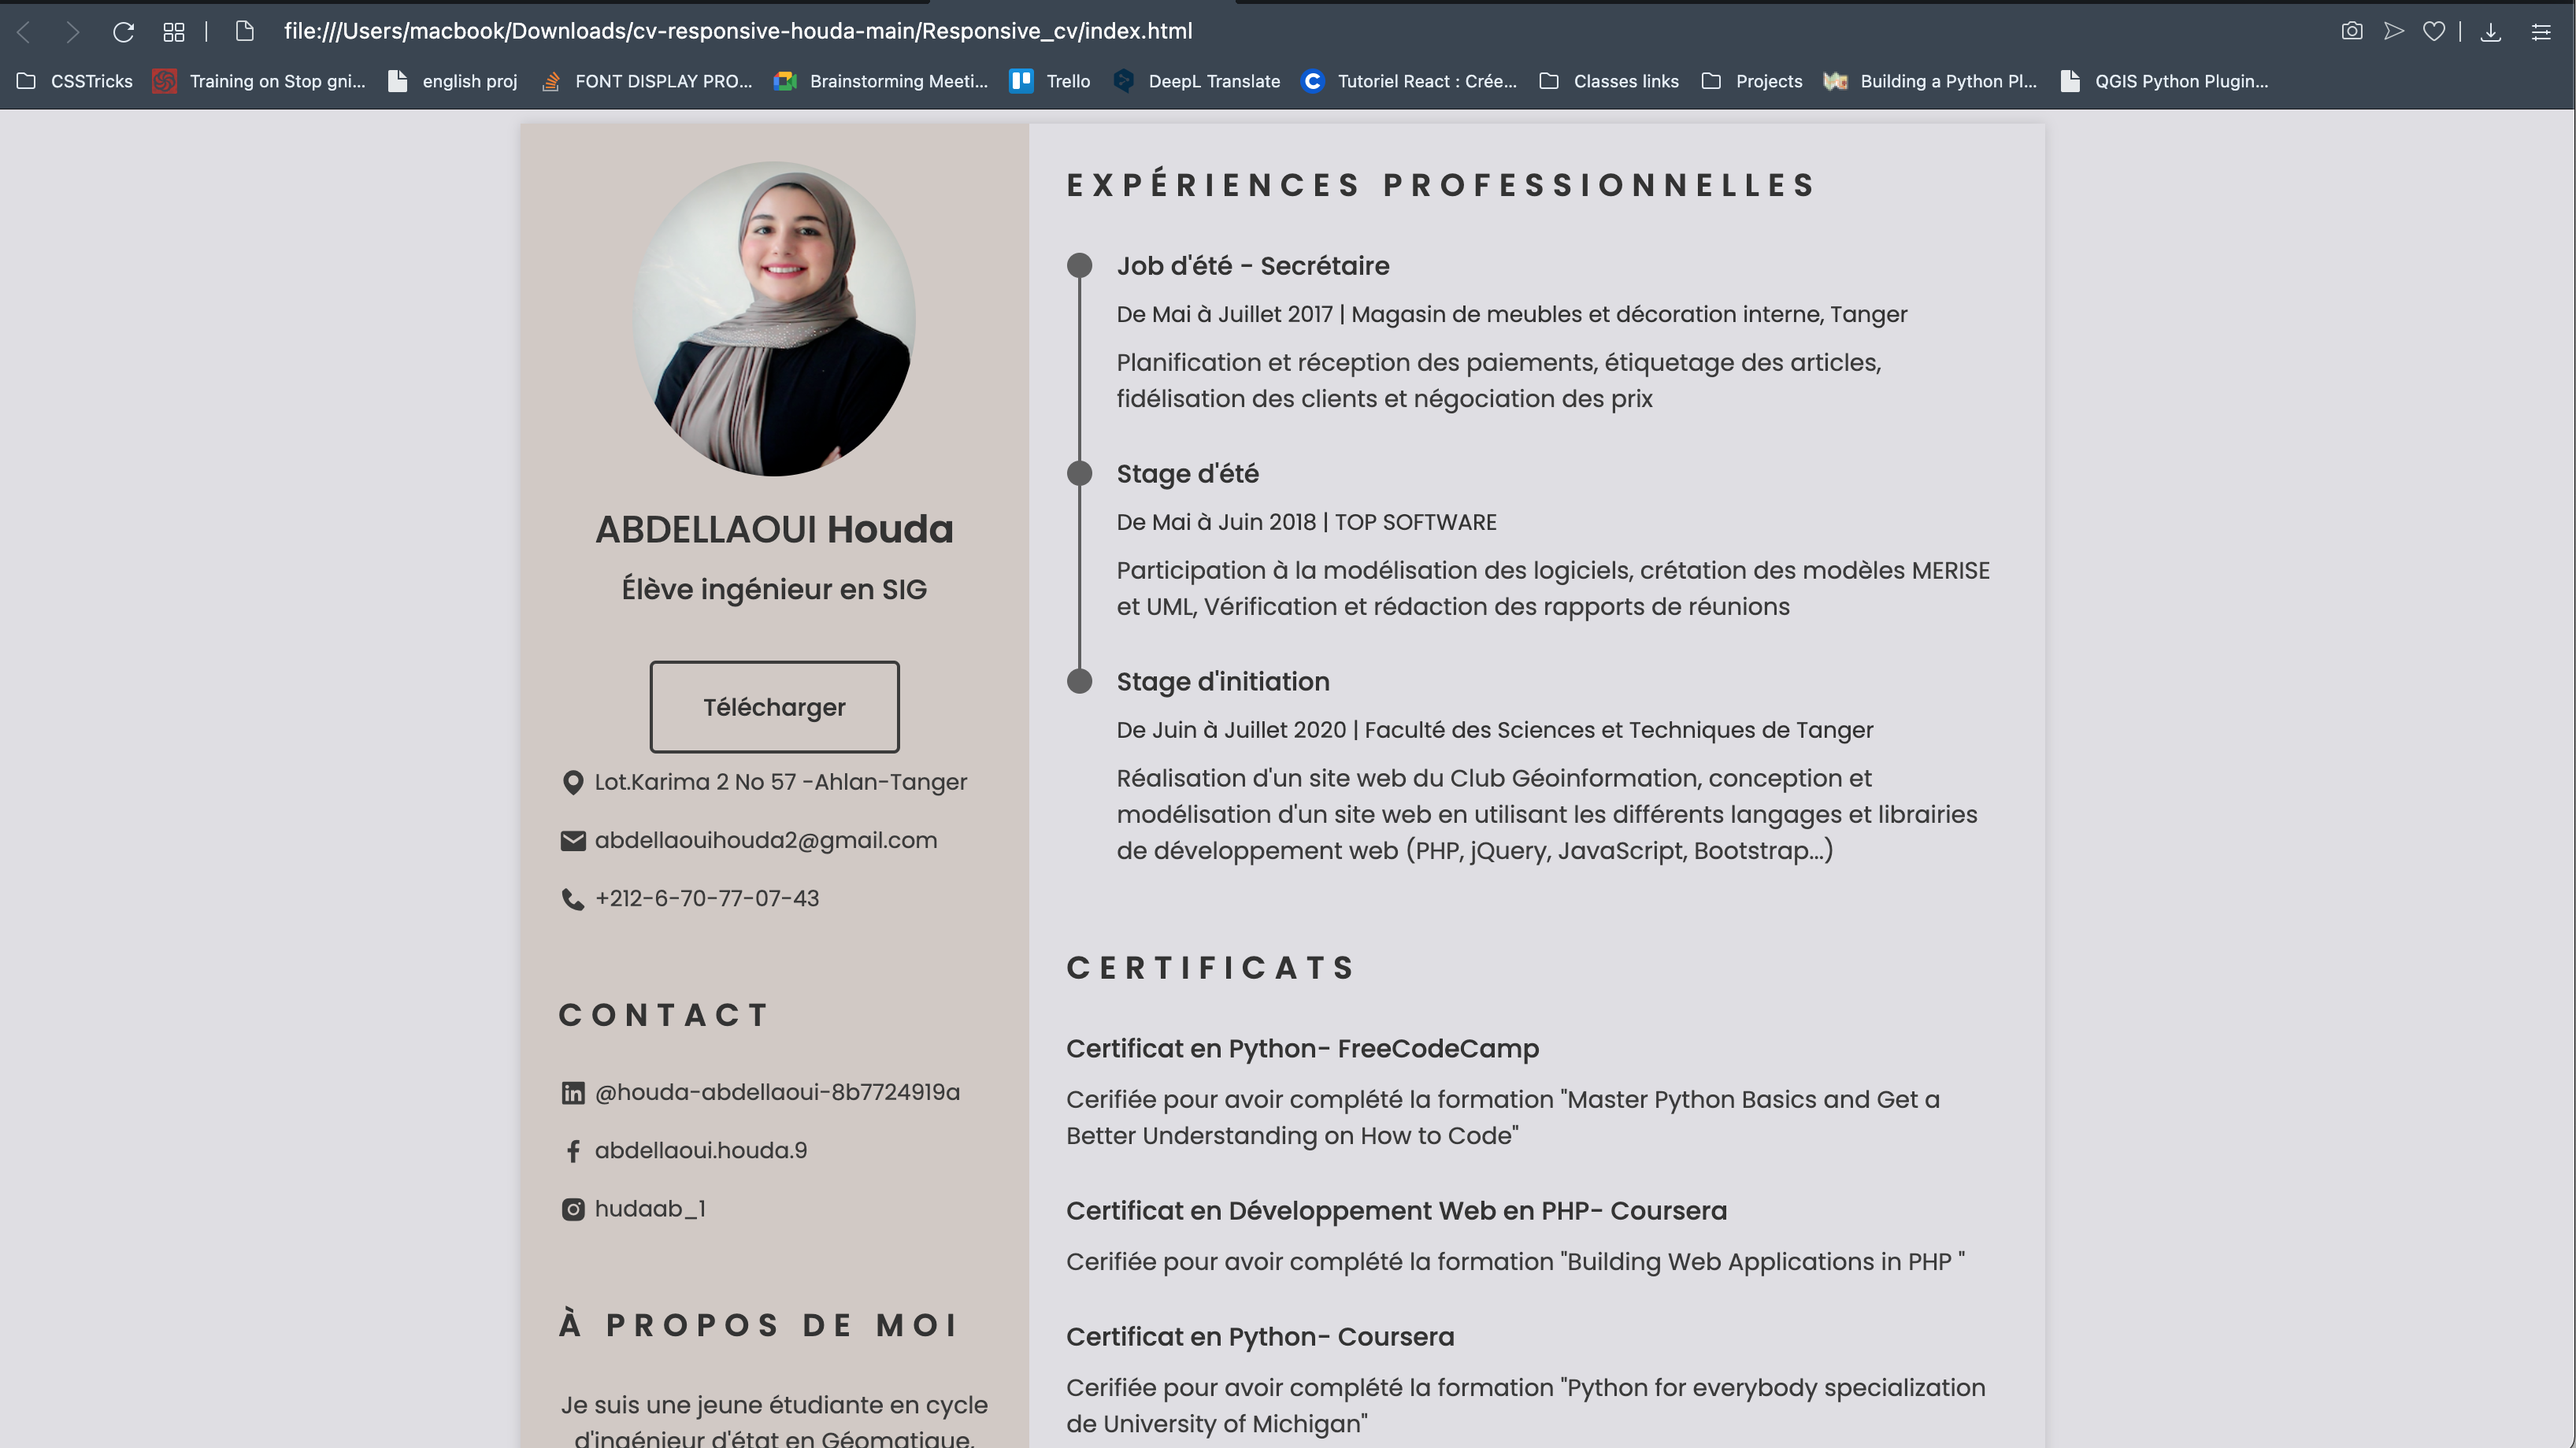 file:///Users/macbook/Downloads/cv-responsive-houda-main/Responsive_cv/index.html
CSSTricks Training on Stop gni... english proj FONT DISPLAY PRO... Brainstorming Meeti... Trello DeepL Translate Tutoriel React : Crée... Classes links Projects Building a Python Pl... QGIS Python Plugin...
ABDELLAOUI Houda
Élève ingénieur en SIG
Télécharger
Lot.Karima 2 No 57 -Ahlan-Tanger
abdellaouihouda2@gmail.com
+212-6-70-77-07-43
CONTACT
@houda-abdellaoui-8b7724919a
abdellaoui.houda.9
hudaab_1
À PROPOS DE MOI
Je suis une jeune étudiante en cycle
d'ingénieur d'état en Géomatique,
EXPÉRIENCES PROFESSIONNELLES
Job d'été - Secrétaire
De Mai à Juillet 2017 | Magasin de meubles et décoration interne, Tanger
Planification et réception des paiements, étiquetage des articles,
fidélisation des clients et négociation des prix
Stage d'été
De Mai à Juin 2018 | TOP SOFTWARE
Participation à la modélisation des logiciels, crétation des modèles MERISE
et UML, Vérification et rédaction des rapports de réunions
Stage d'initiation
De Juin à Juillet 2020 | Faculté des Sciences et Techniques de Tanger
Réalisation d'un site web du Club Géoinformation, conception et
modélisation d'un site web en utilisant les différents langages et librairies
de développement web (PHP, jQuery, JavaScript, Bootstrap...)
CERTIFICATS
Certificat en Python- FreeCodeCamp
Cerifiée pour avoir complété la formation "Master Python Basics and Get a
Better Understanding on How to Code"
Certificat en Développement Web en PHP- Coursera
Cerifiée pour avoir complété la formation "Building Web Applications in PHP "
Certificat en Python- Coursera
Cerifiée pour avoir complété la formation "Python for everybody specialization
de University of Michigan"